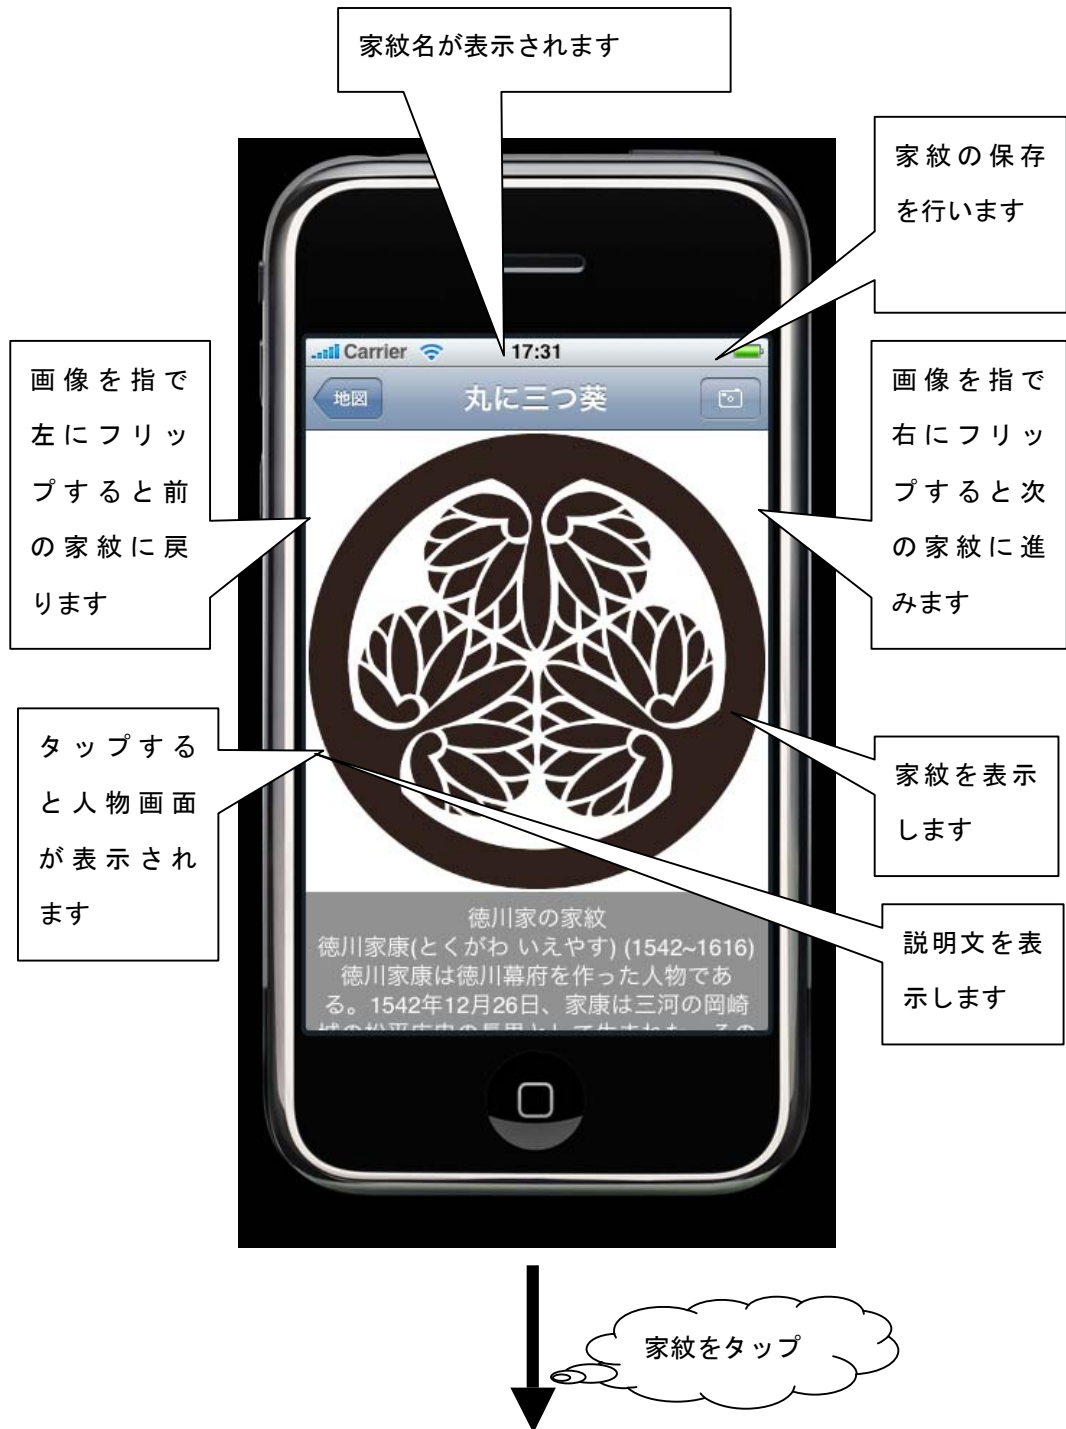 家紋名が表示されます
家紋の保存
を行います
Carrier 17:31
地図 丸に三つ葵
画像を指で
左にフリッ
プすると前
の家紋に戻
ります
画像を指で
右にフリッ
プすると次
の家紋に進
みます
タップする
と人物画面
が表示され
ます
家紋を表示
します
説明文を表
示します
徳川家の家紋
徳川家康(とくがわ いえやす) (1542~1616)
徳川家康は徳川幕府を作った人物であ
る。1542年12月26日、家康は三河の岡崎
家紋をタップ